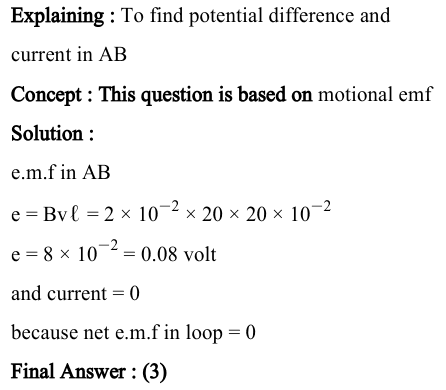 Explaining : To find potential difference and
current in AB
Concept : This question is based on motional emf
Solution :
e.m.f in AB
e = Bvℓ = 2 × 10⁻² × 20 × 20 × 10⁻²
e = 8 × 10⁻² = 0.08 volt
and current = 0
because net e.m.f in loop = 0
Final Answer : (3)